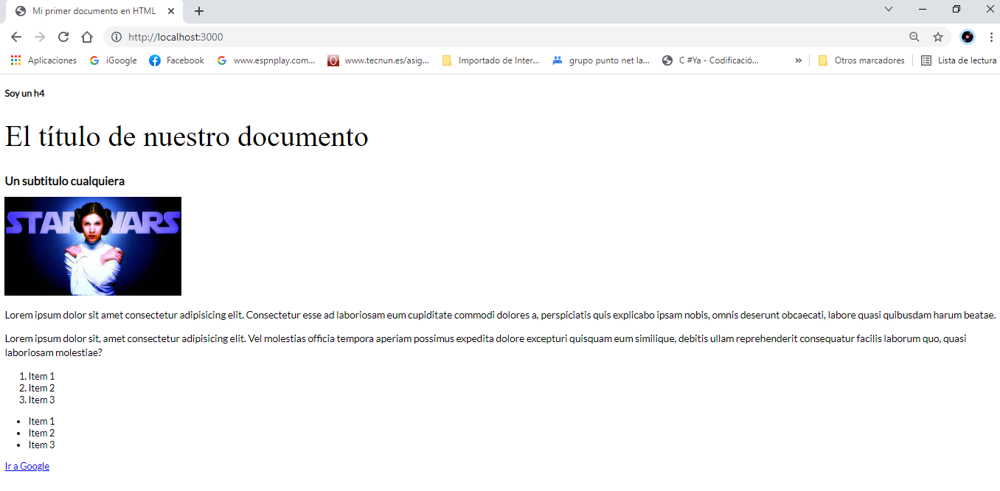 Mi primer documento en HTML
http://localhost:3000
Aplicaciones iGoogle Facebook www.espnplay.com... www.tecnun.es/asig... Importado de Inter... grupo punto net la... C #Ya - Codificació... » Otros marcadores Lista de lectura
Soy un h4
El título de nuestro documento
Un subtitulo cualquiera
STAR WARS
Lorem ipsum dolor sit amet consectetur adipisicing elit. Consectetur esse ad laboriosam eum cupiditate commodi dolores a, perspiciatis quis explicabo ipsam nobis, omnis deserunt obcaecati, labore quasi quibusdam harum beatae.
Lorem ipsum dolor sit, amet consectetur adipisicing elit. Vel molestias officia tempora aperiam possimus expedita dolore excepturi quisquam eum similique, debitis ullam reprehenderit consequatur facilis laborum quo, quasi
laboriosam molestiae?
1. Item 1
2. Item 2
3. Item 3
• Item 1
• Item 2
• Item 3
Ir a Google